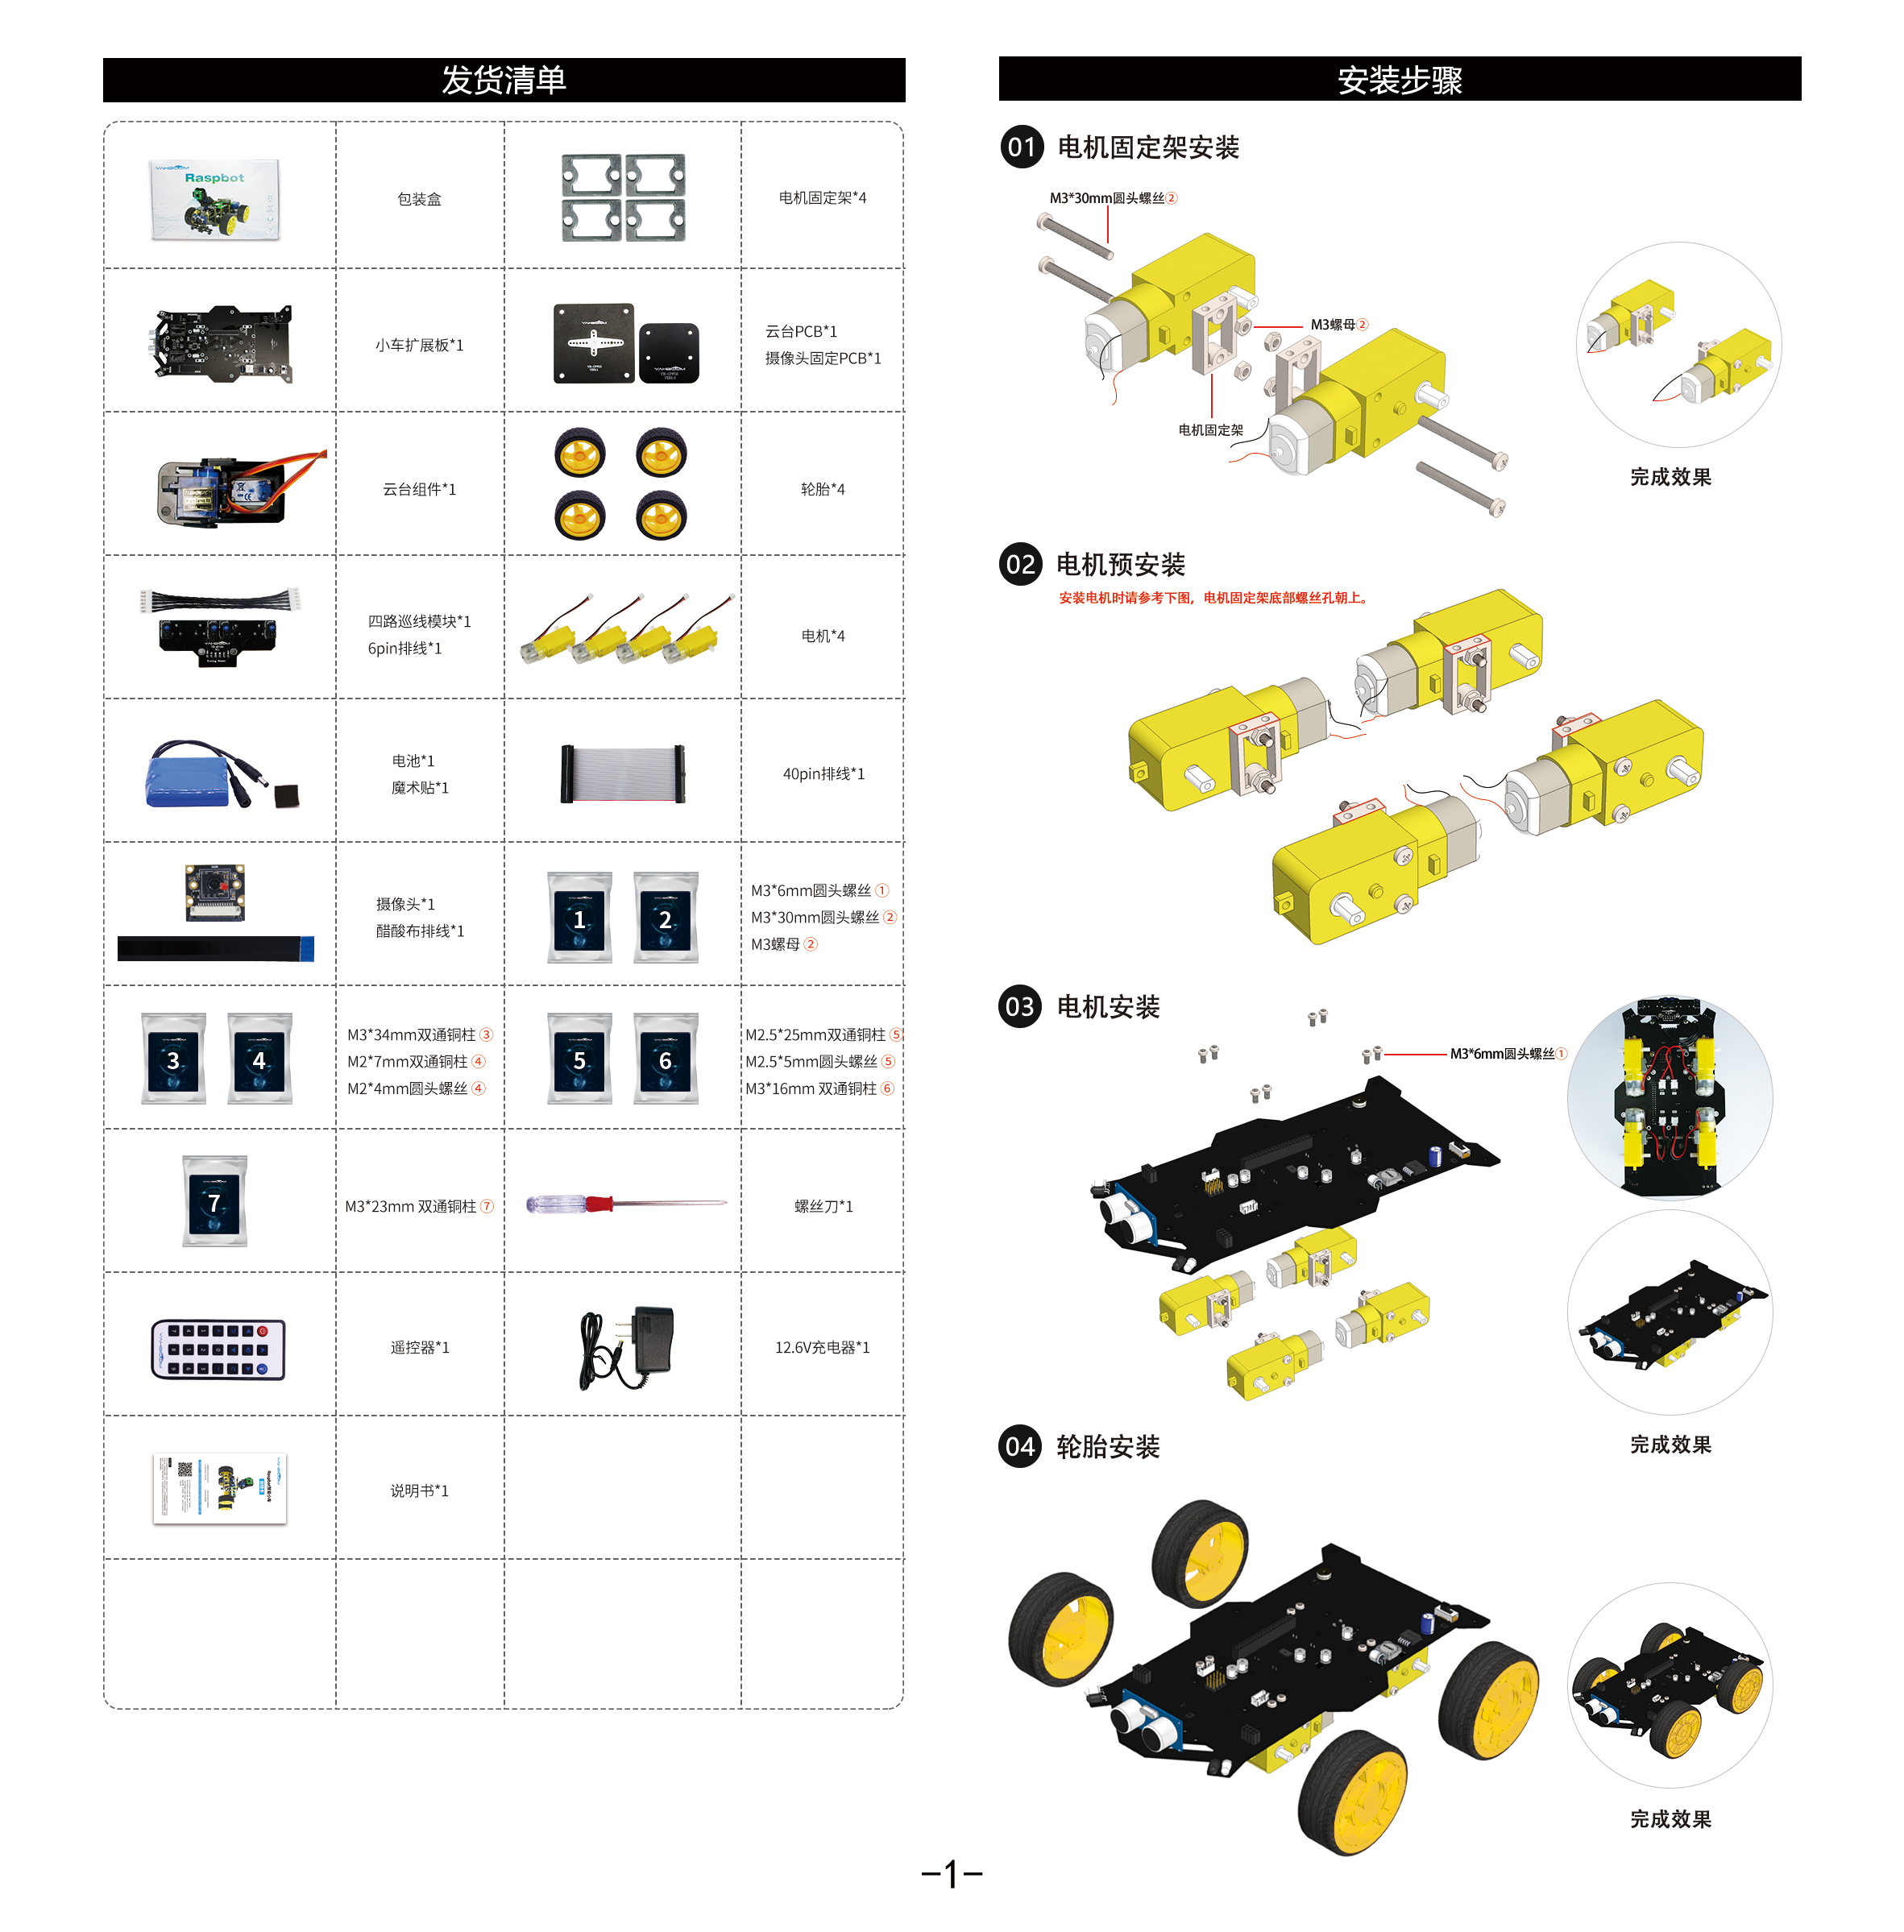 发货清单
YAHBOOM
Raspbot
包装盒
电机固定架*4
小车扩展板*1
YAHBOOM
云台PCB*1
摄像头固定PCB*1
云台组件*1
轮胎*4
四路巡线模块*1
6pin排线*1
电机*4
电池*1
魔术贴*1
40pin排线*1
摄像头*1
醋酸布排线*1
1
2
M3*6mm圆头螺丝①
M3*30mm圆头螺丝②
M3螺母②
3
4
M3*34mm双通铜柱③
M2*7mm双通铜柱④
M2*4mm圆头螺丝④
5
6
M2.5*25mm双通铜柱⑤
M2.5*5mm圆头螺丝⑤
M3*16mm 双通铜柱⑥
7
M3*23mm 双通铜柱⑦
螺丝刀*1
遥控器*1
12.6V充电器*1
说明书*1
安装步骤
01 电机固定架安装
M3*30mm圆头螺丝②
M3螺母②
电机固定架
完成效果
02 电机预安装
安装电机时请参考下图，电机固定架底部螺丝孔朝上。
03 电机安装
M3*6mm圆头螺丝①
完成效果
04 轮胎安装
完成效果
-1-